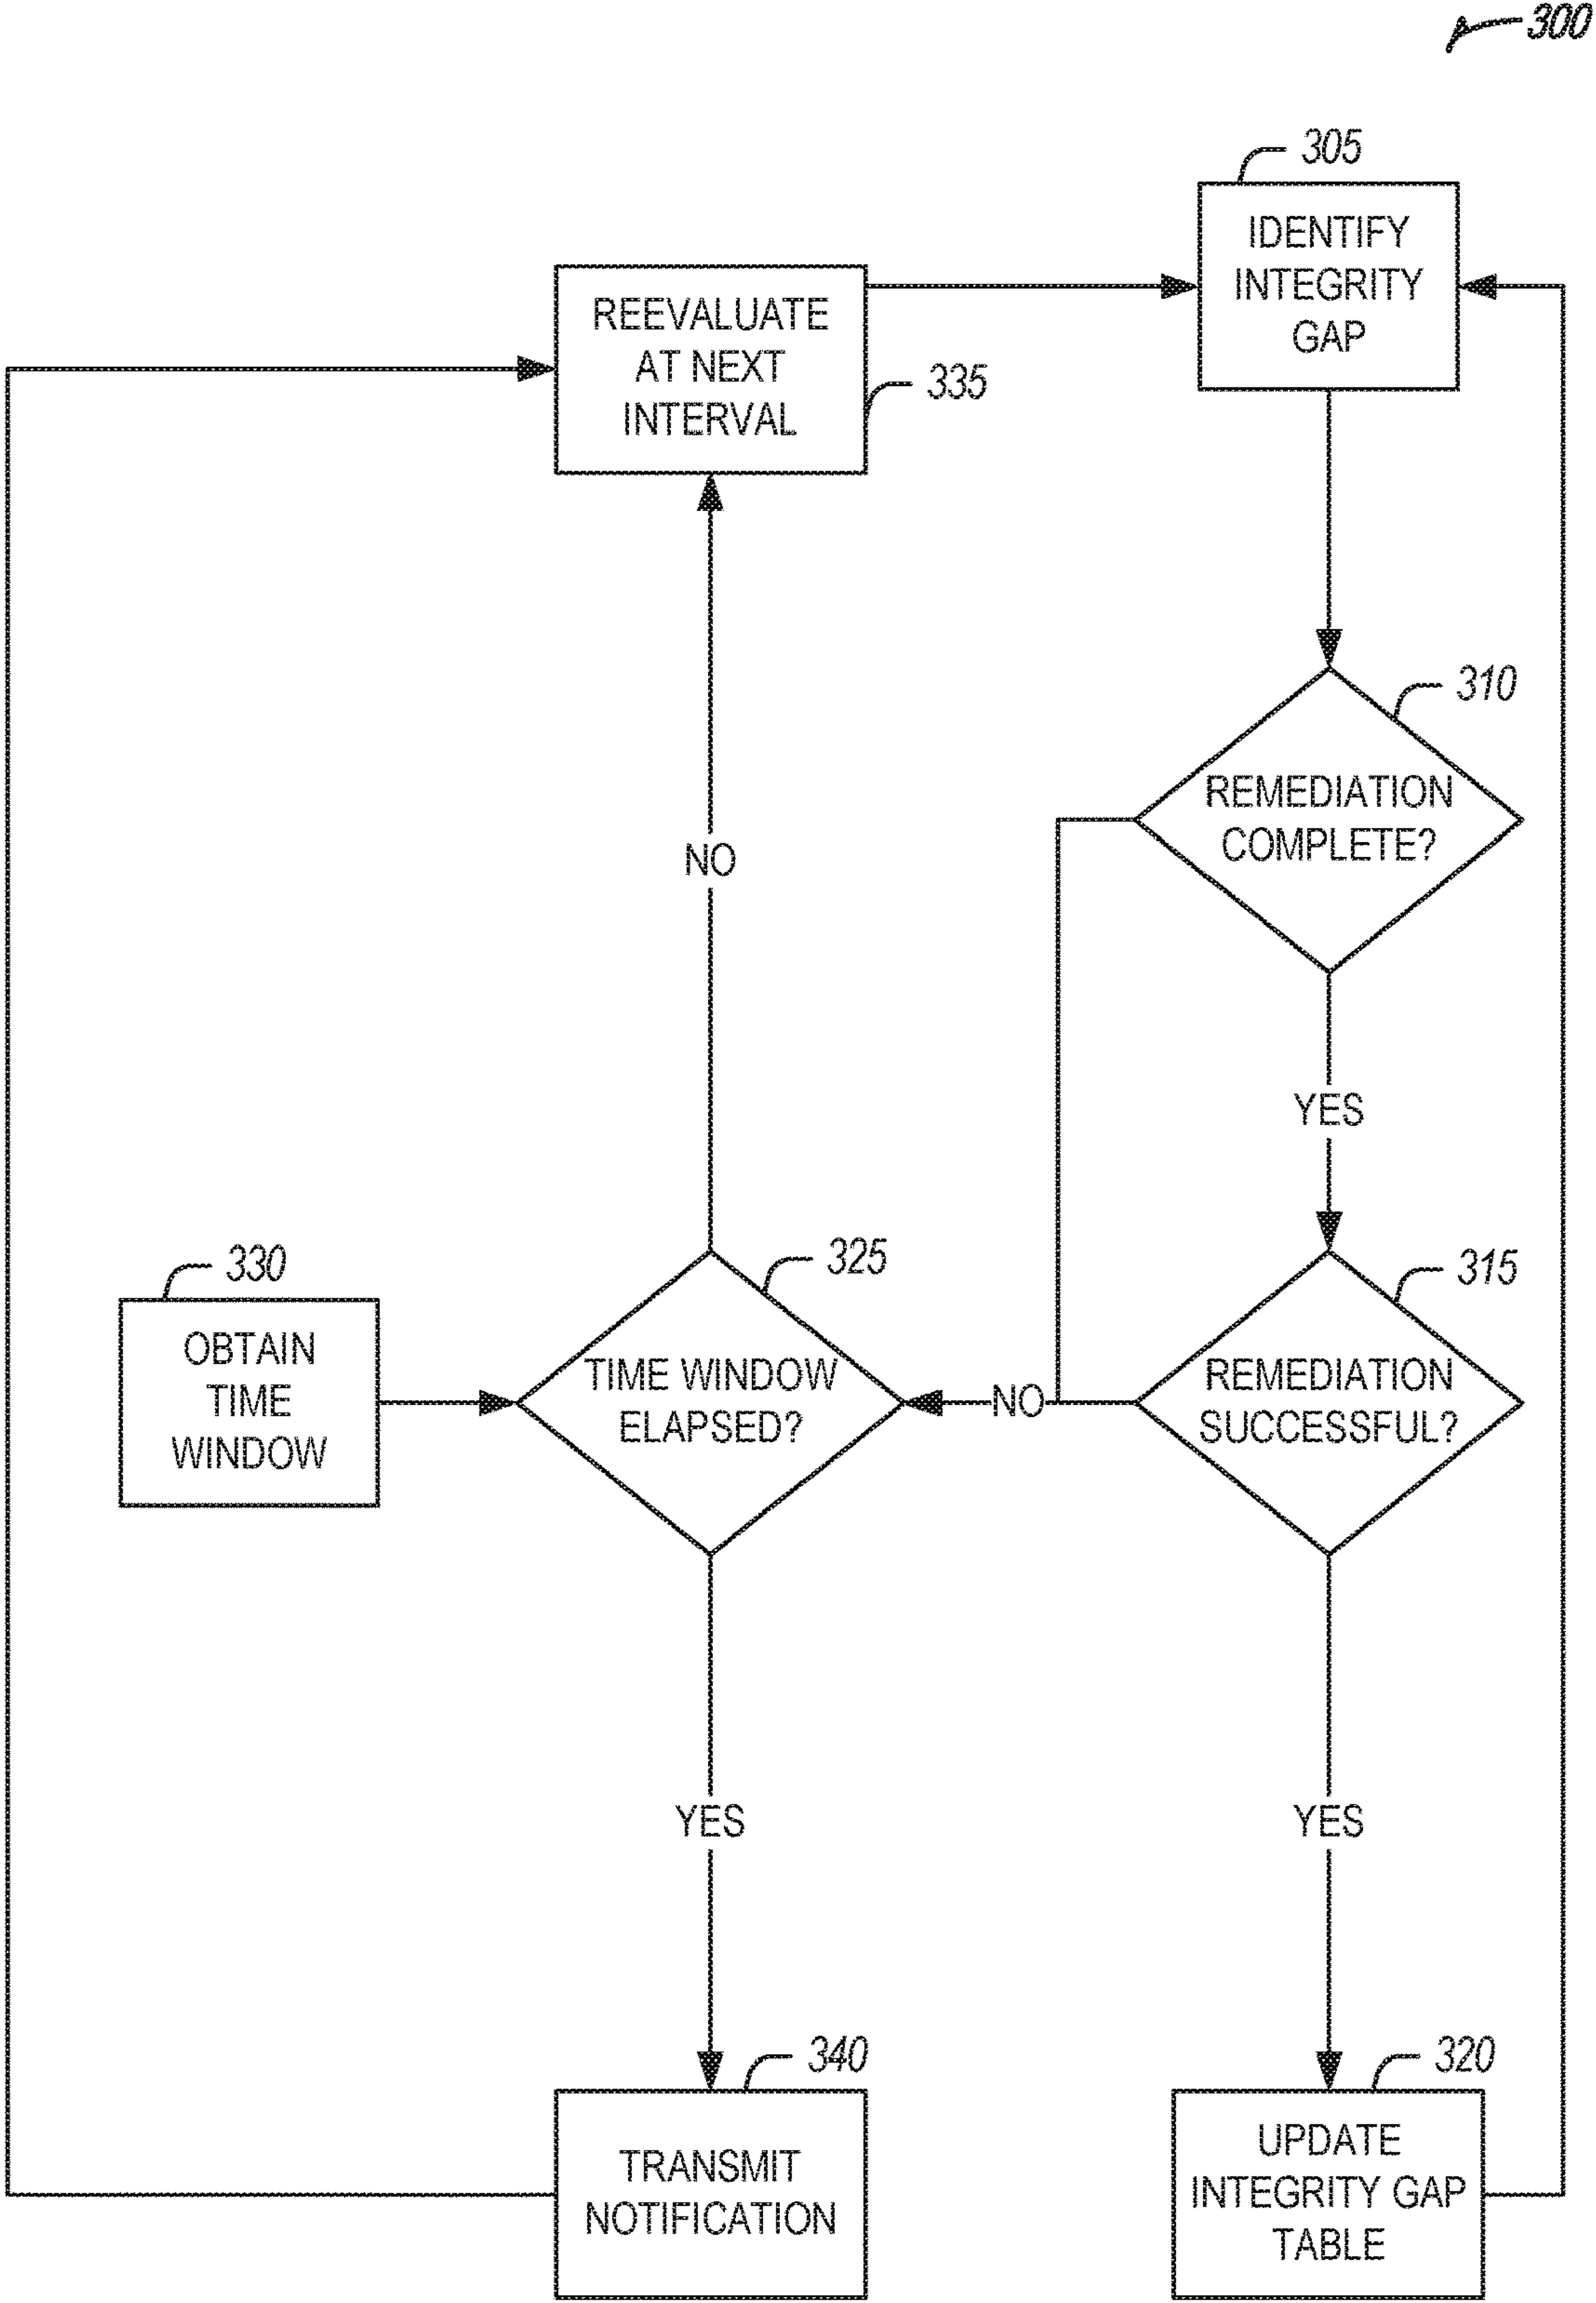 300
305
IDENTIFY
INTEGRITY
GAP
REEVALUATE
AT NEXT
INTERVAL
335
310
REMEDIATION
COMPLETE?
NO
YES
330
OBTAIN
TIME
WINDOW
325
TIME WINDOW
ELAPSED?
NO
315
REMEDIATION
SUCCESSFUL?
YES
YES
340
TRANSMIT
NOTIFICATION
320
UPDATE
INTEGRITY GAP
TABLE